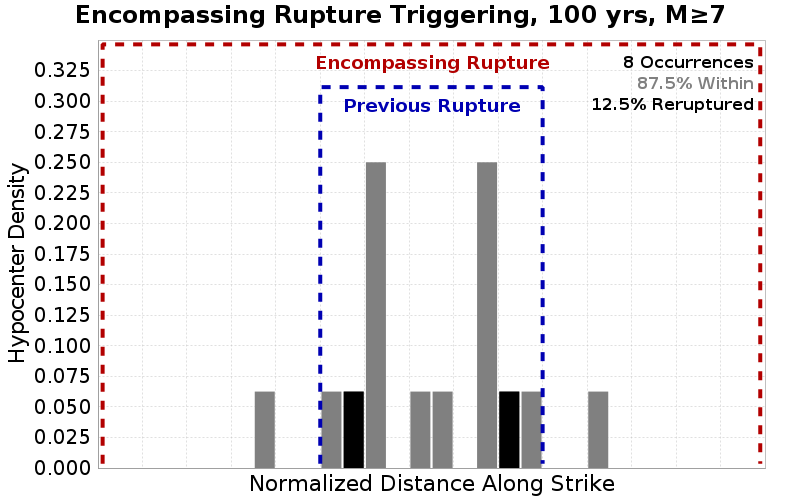 Encompassing Rupture Triggering, 100 yrs, M≥7
Encompassing Rupture
8 Occurrences
87.5% Within
Previous Rupture
12.5% Reruptured
Hypocenter Density
0.325
0.300
0.275
0.250
0.225
0.200
0.175
0.150
0.125
0.100
0.075
0.050
0.025
0.000
Normalized Distance Along Strike